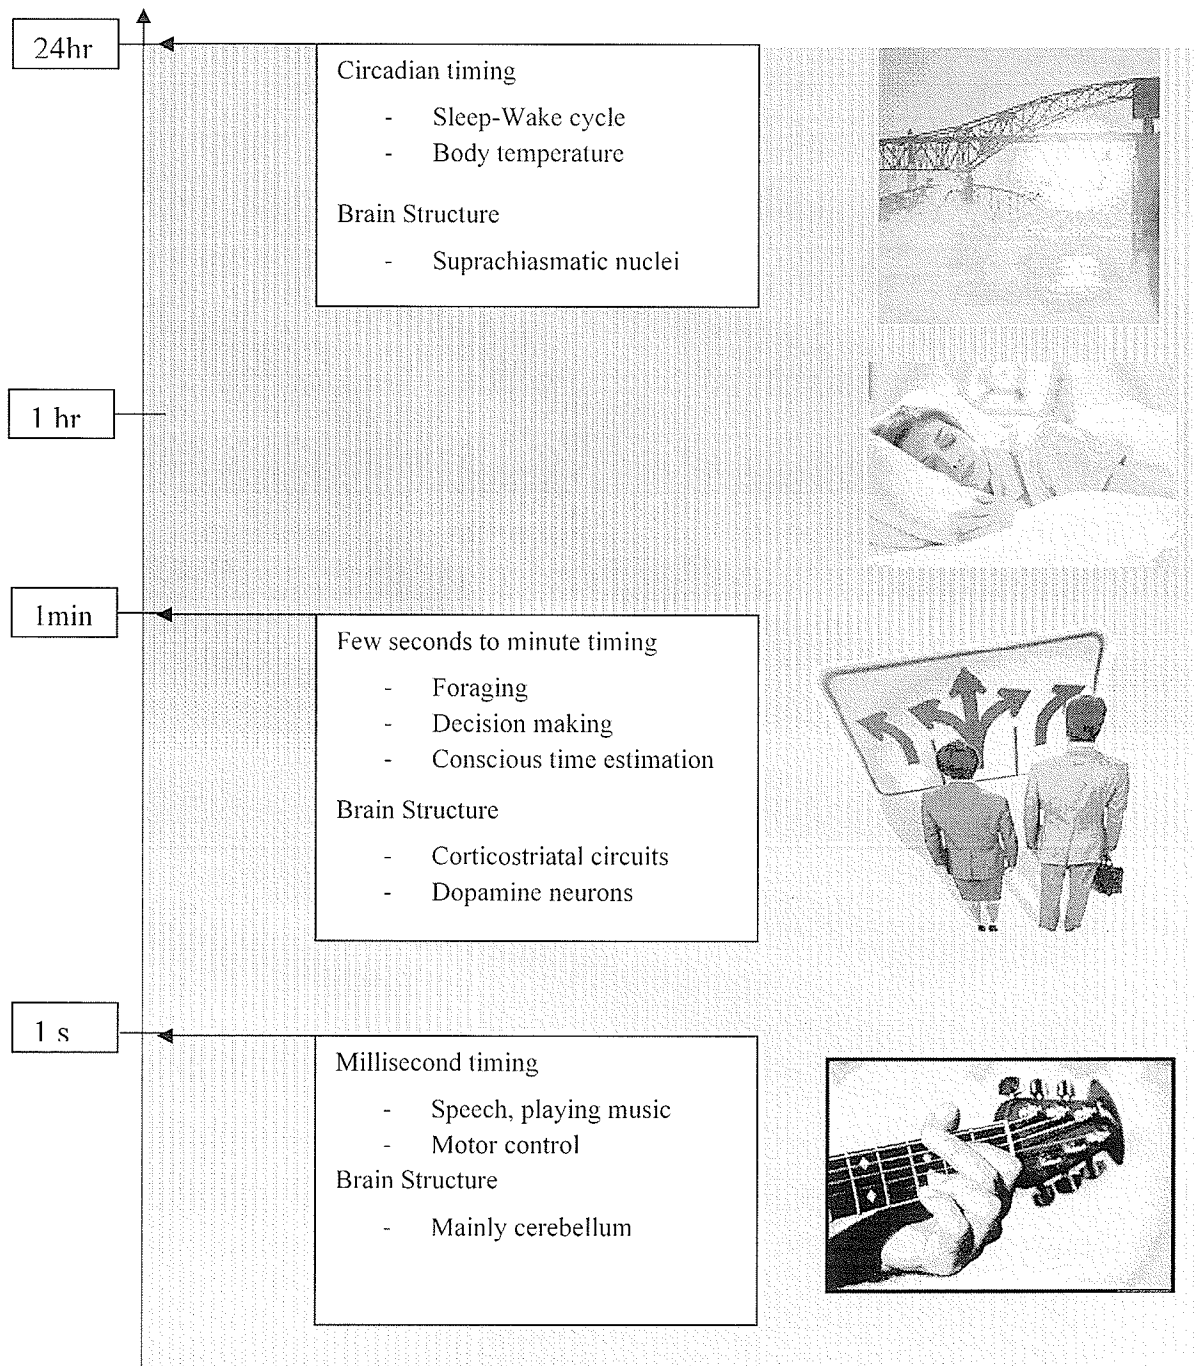 24hr
Circadian timing
- Sleep-Wake cycle
- Body temperature
Brain Structure
- Suprachiasmatic nuclei
1 hr
1min
Few seconds to minute timing
- Foraging
- Decision making
- Conscious time estimation
Brain Structure
- Corticostriatal circuits
- Dopamine neurons
1 s
Millisecond timing
- Speech, playing music
- Motor control
Brain Structure
- Mainly cerebellum